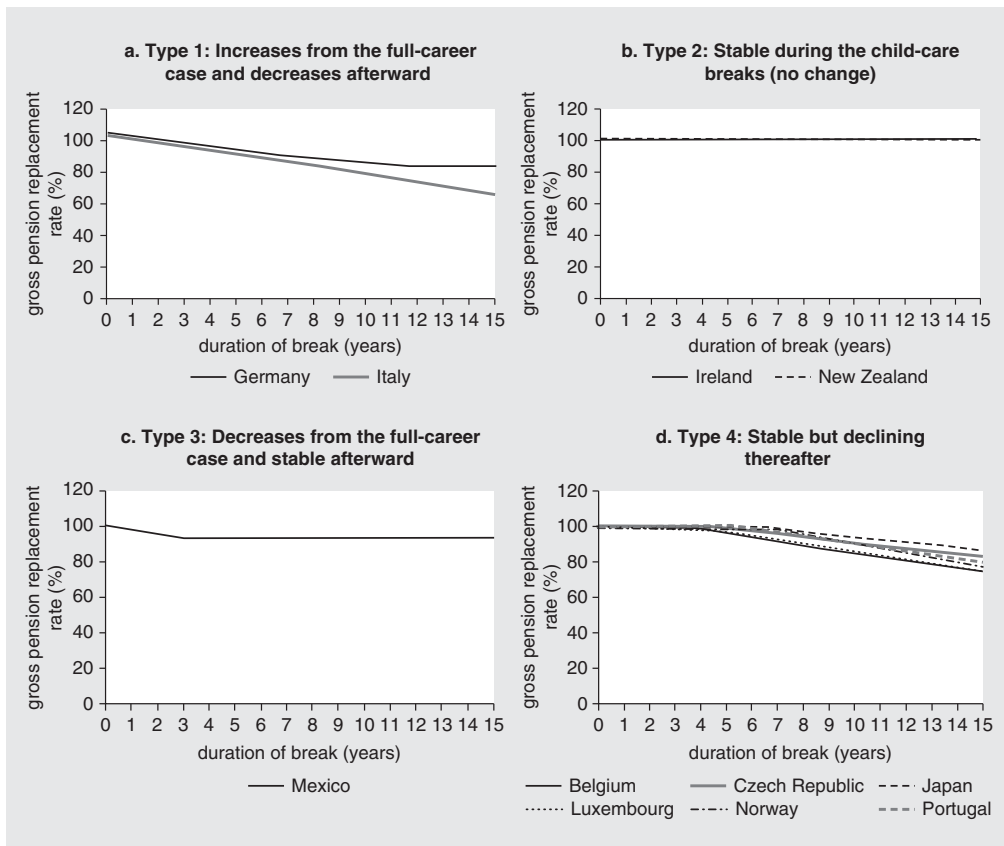 a. Type 1: Increases from the full-career
case and decreases afterward
gross pension replacement
rate (%)
120
100
80
60
40
20
0
0 1 2 3 4 5 6 7 8 9 10 11 12 13 14 15
duration of break (years)
Germany Italy
b. Type 2: Stable during the child-care
breaks (no change)
gross pension replacement
rate (%)
120
100
80
60
40
20
0
0 1 2 3 4 5 6 7 8 9 10 11 12 13 14 15
duration of break (years)
Ireland New Zealand
c. Type 3: Decreases from the full-career
case and stable afterward
gross pension replacement
rate (%)
120
100
80
60
40
20
0
0 1 2 3 4 5 6 7 8 9 10 11 12 13 14 15
duration of break (years)
Mexico
d. Type 4: Stable but declining
thereafter
gross pension replacement
rate (%)
120
100
80
60
40
20
0
0 1 2 3 4 5 6 7 8 9 10 11 12 13 14 15
duration of break (years)
Belgium Czech Republic Japan
Luxembourg Norway Portugal